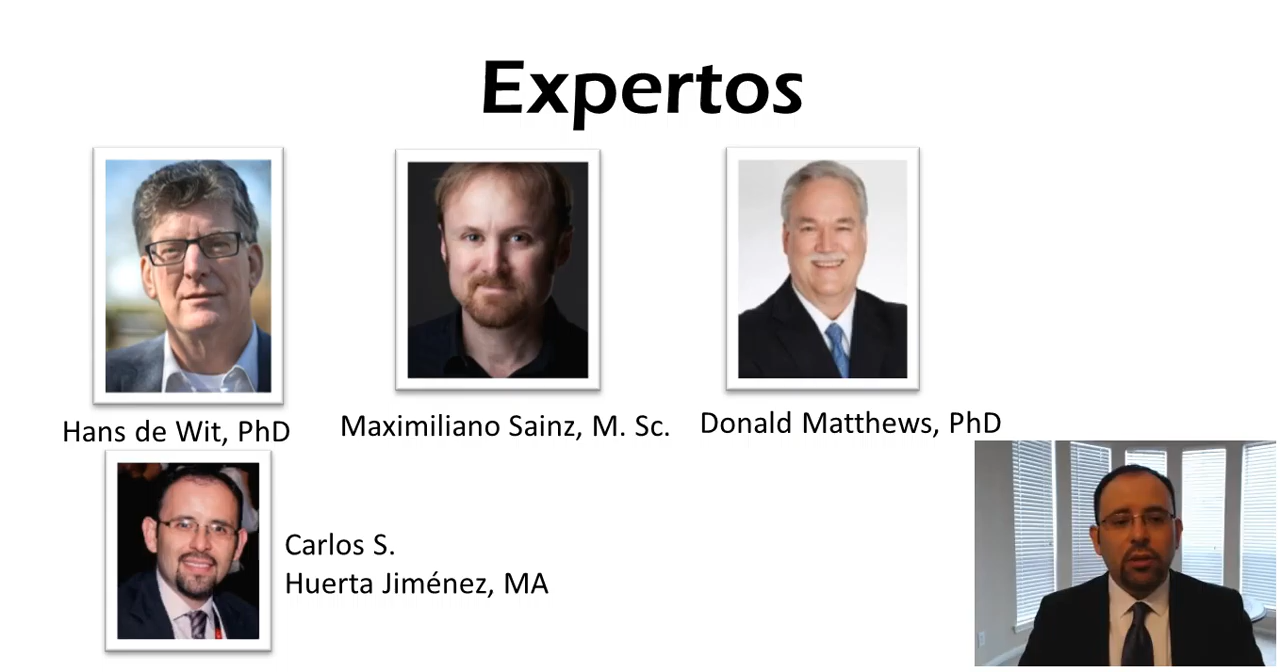 Expertos
Hans de Wit, PhD
Maximiliano Sainz, M. Sc.
Donald Matthews, PhD
Carlos S.
Huerta Jiménez, MA